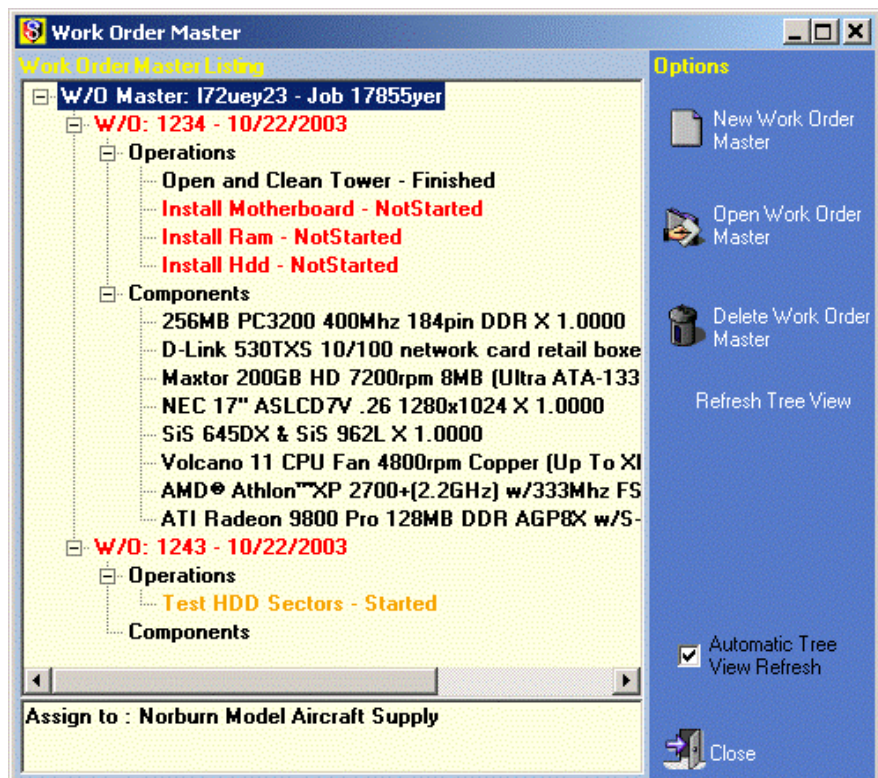 Work Order Master
Work Order Master Listing
W/O Master: I72uey23 - Job 17855yer
W/O: 1234 - 10/22/2003
Operations
Open and Clean Tower - Finished
Install Motherboard - NotStarted
Install Ram - NotStarted
Install Hdd - NotStarted
Components
256MB PC3200 400Mhz 184pin DDR X 1.0000
D-Link 530TXS 10/100 network card retail boxe
Maxtor 200GB HD 7200rpm 8MB (Ultra ATA-133
NEC 17" ASLCD7V .26 1280x1024 X 1.0000
SiS 645DX & SiS 962L X 1.0000
Volcano 11 CPU Fan 4800rpm Copper (Up To XI
AMD® Athlon™XP 2700+(2.2GHz) w/333Mhz FS
ATI Radeon 9800 Pro 128MB DDR AGP8X w/S-
W/O: 1243 - 10/22/2003
Operations
Test HDD Sectors - Started
Components
Assign to : Norburn Model Aircraft Supply
Options
New Work Order
Master
Open Work Order
Master
Delete Work Order
Master
Refresh Tree View
Automatic Tree
View Refresh
Close